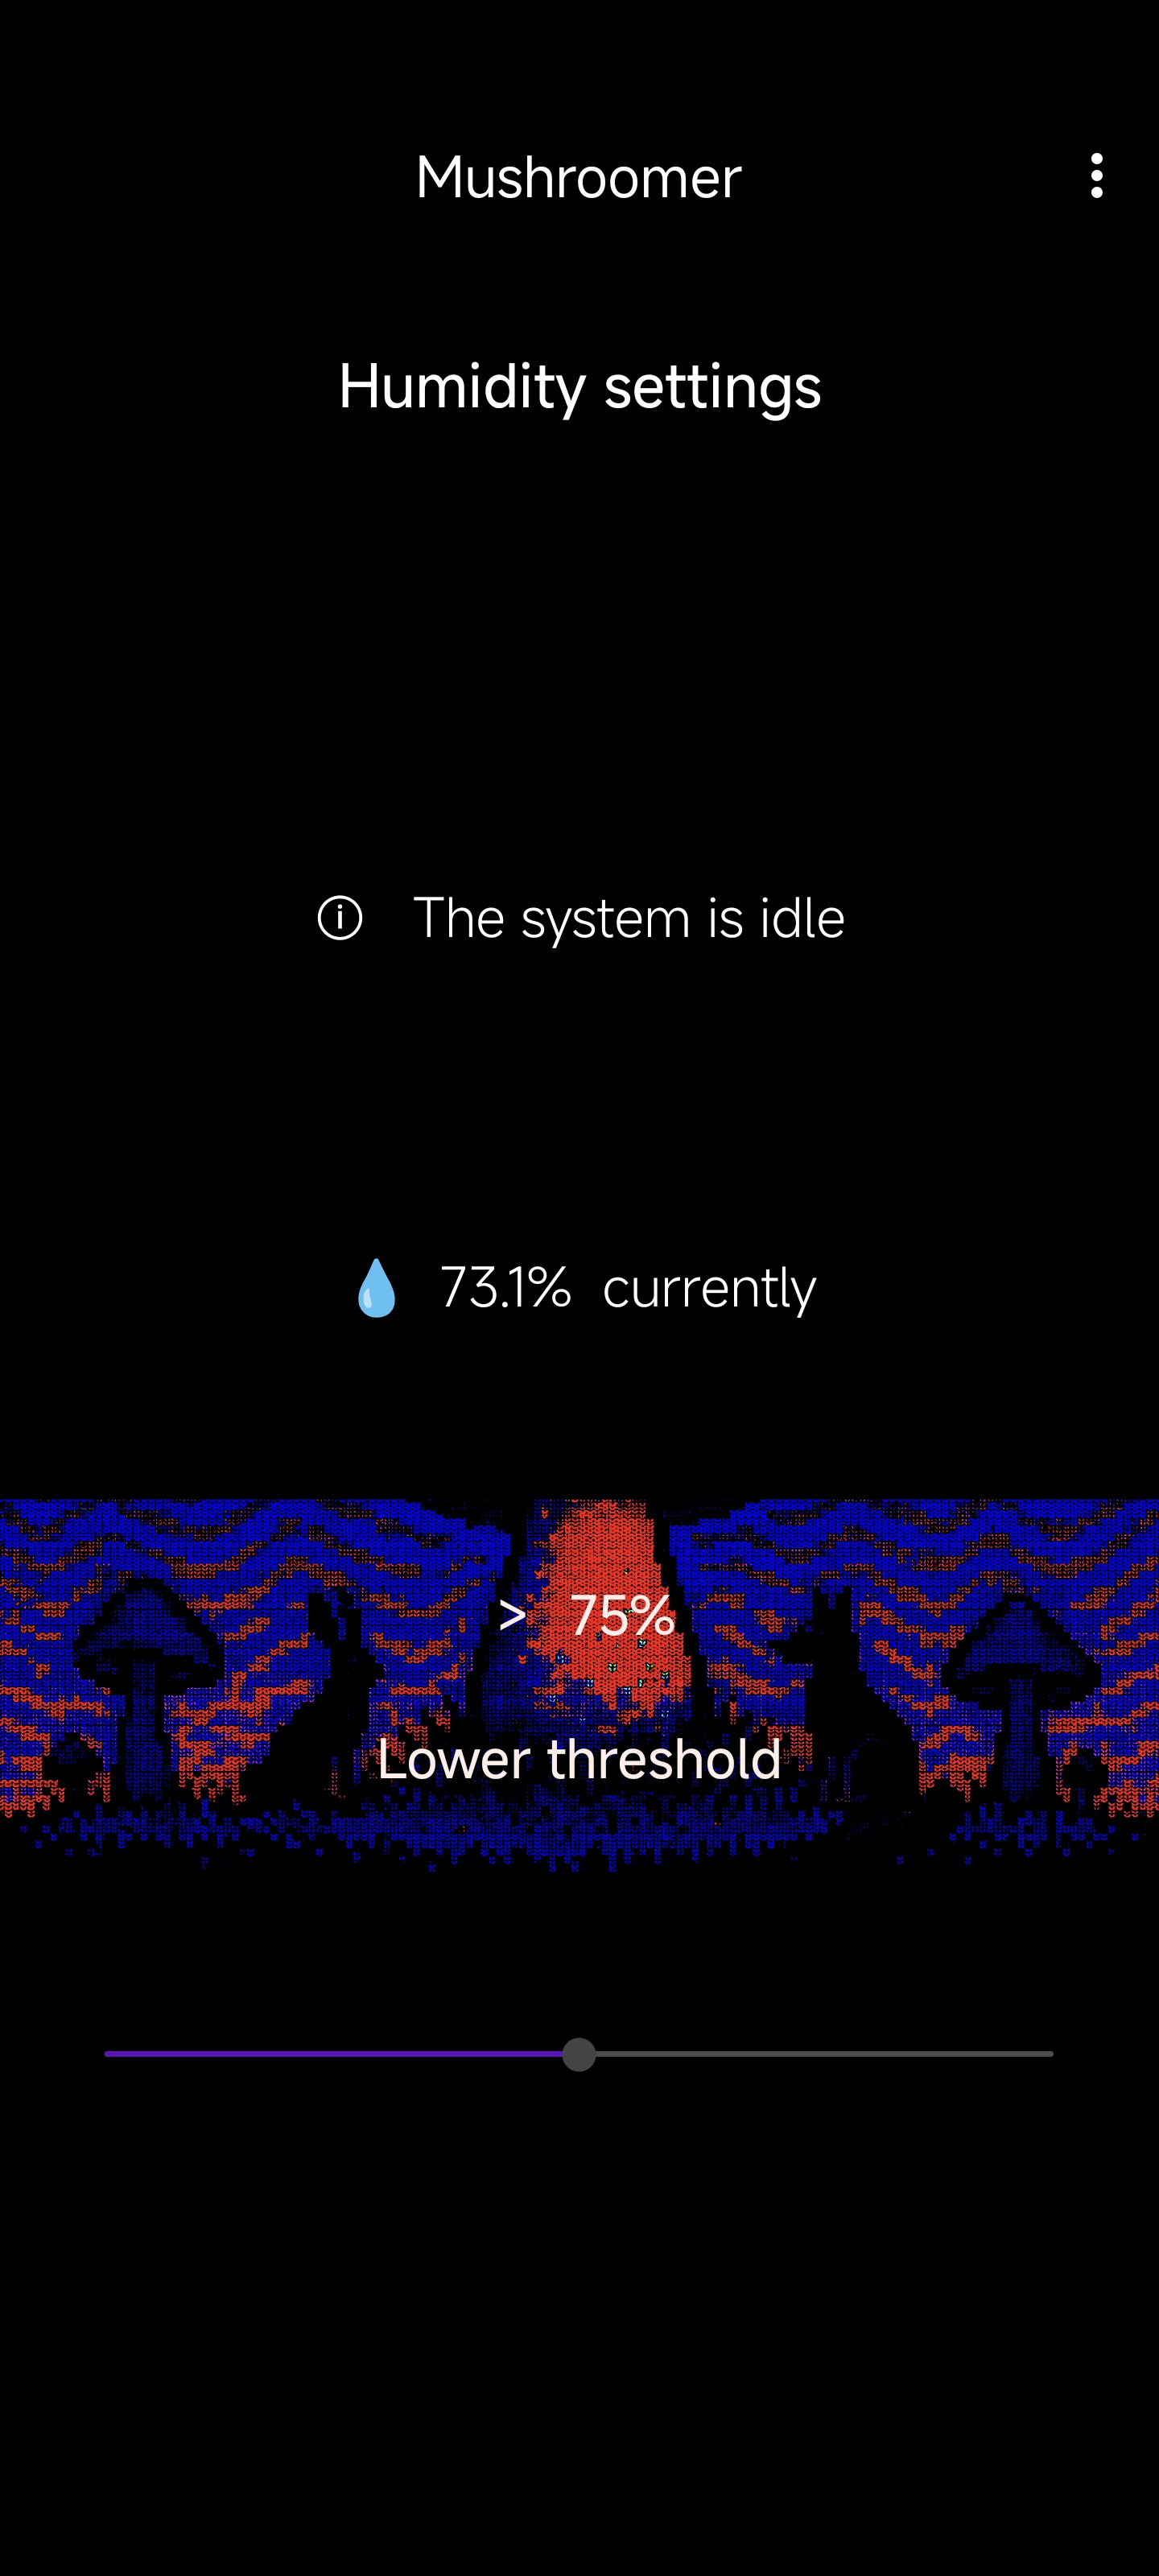 Mushroomer
Humidity settings
The system is idle
73.1% currently
> 75%
Lower threshold